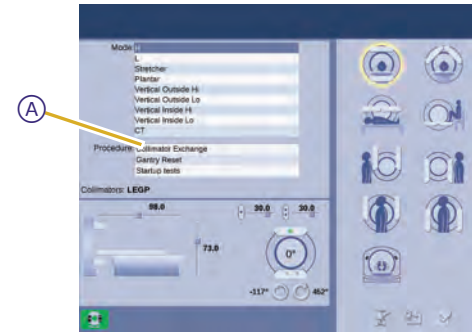 Mode: H
L
Stretcher
Plantar
Vertical Outside Hi
Vertical Outside Lo
Vertical Inside Hi
Vertical Inside Lo
CT
A
Procedure: Collimator Exchange
Gantry Reset
Startup tests
Collimators: LEGP
98.0
30.0
30.0
73.0
0°
-117°
452°